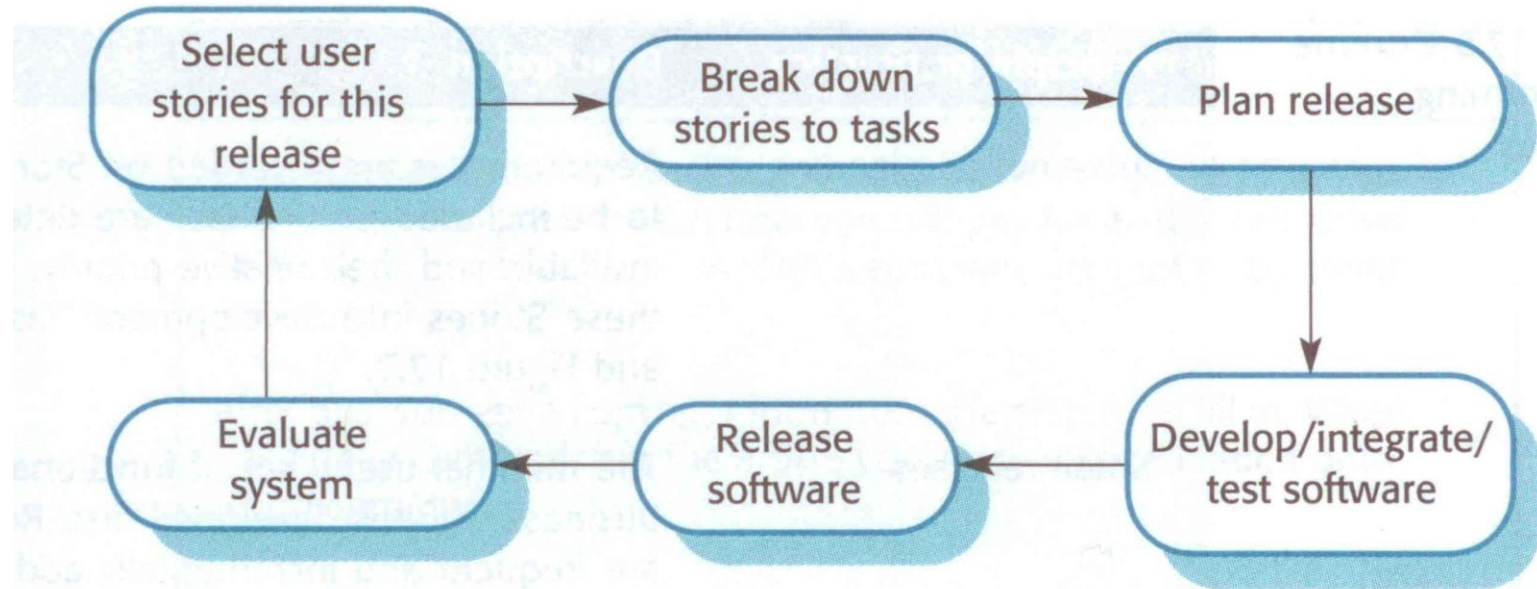 Select user
stories for this
release
Break down
stories to tasks
Plan release
Develop/integrate/
test software
Release
software
Evaluate
system